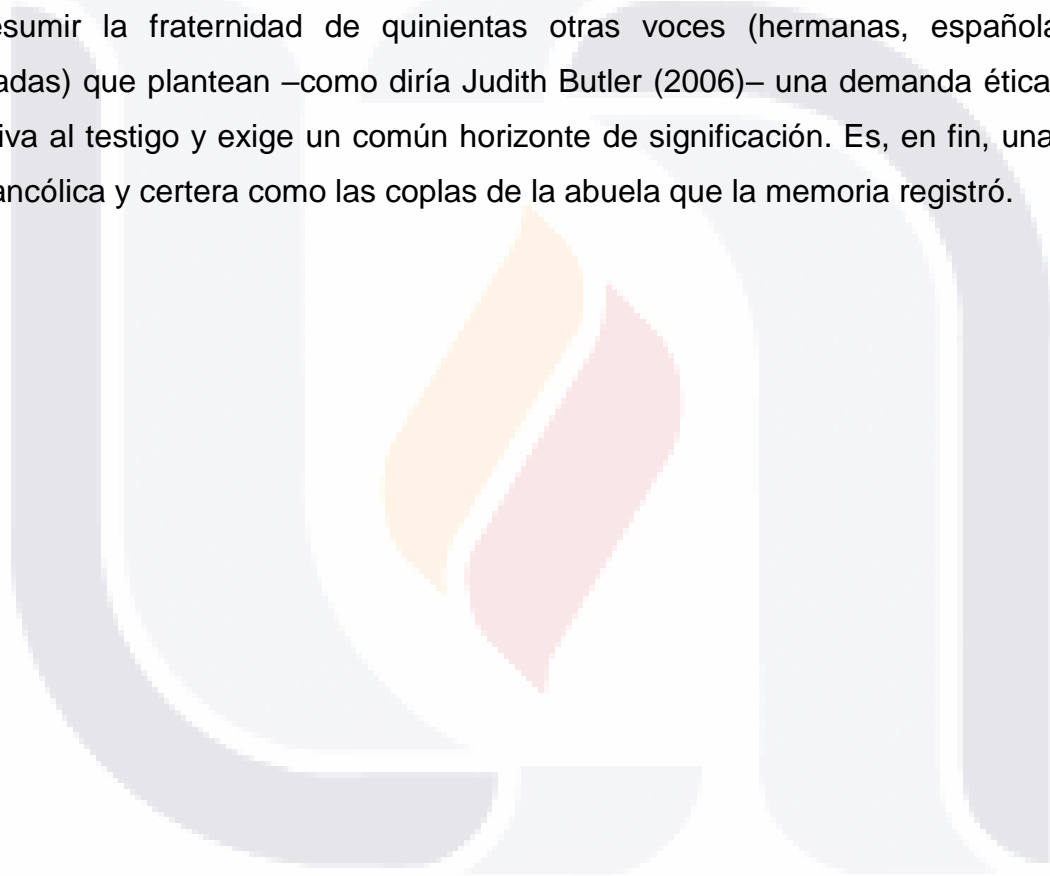 esumir la fraternidad de quinientas otras voces (hermanas, española
adas) que plantean –como diría Judith Butler (2006)– una demanda ética
iva al testigo y exige un común horizonte de significación. Es, en fin, una
ancólica y certera como las coplas de la abuela que la memoria registró.